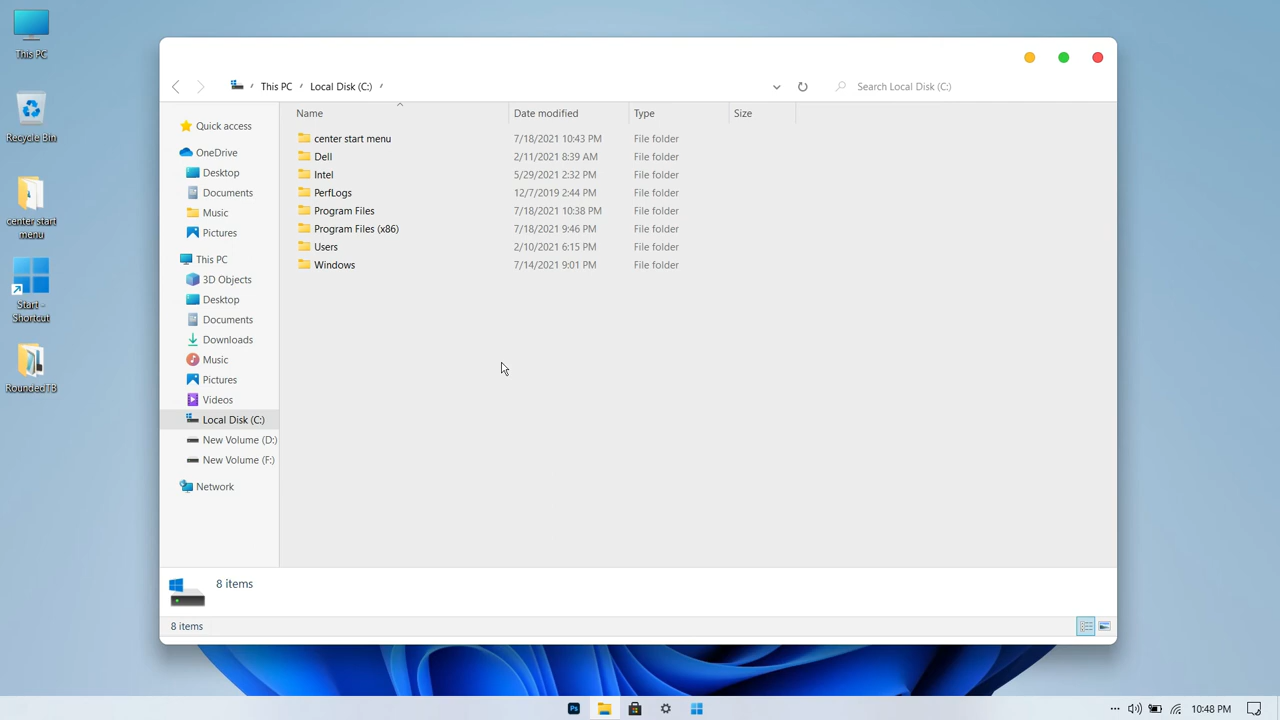 This PC
Recycle Bin
center start
menu
Start -
Shortcut
RoundedTB
This PC
Local Disk (C:)
Search Local Disk (C:)
Name
Date modified
Type
Size
Quick access
OneDrive
Desktop
Documents
Music
Pictures
This PC
3D Objects
Desktop
Documents
Downloads
Music
Pictures
Videos
Local Disk (C:)
New Volume (D:)
New Volume (F:)
Network
center start menu 7/18/2021 10:43 PM File folder
Dell 2/11/2021 8:39 AM File folder
Intel 5/29/2021 2:32 PM File folder
PerfLogs 12/7/2019 2:44 PM File folder
Program Files 7/18/2021 10:38 PM File folder
Program Files (x86) 7/18/2021 9:46 PM File folder
Users 2/10/2021 6:15 PM File folder
Windows 7/14/2021 9:01 PM File folder
8 items
8 items
Ps
10:48 PM